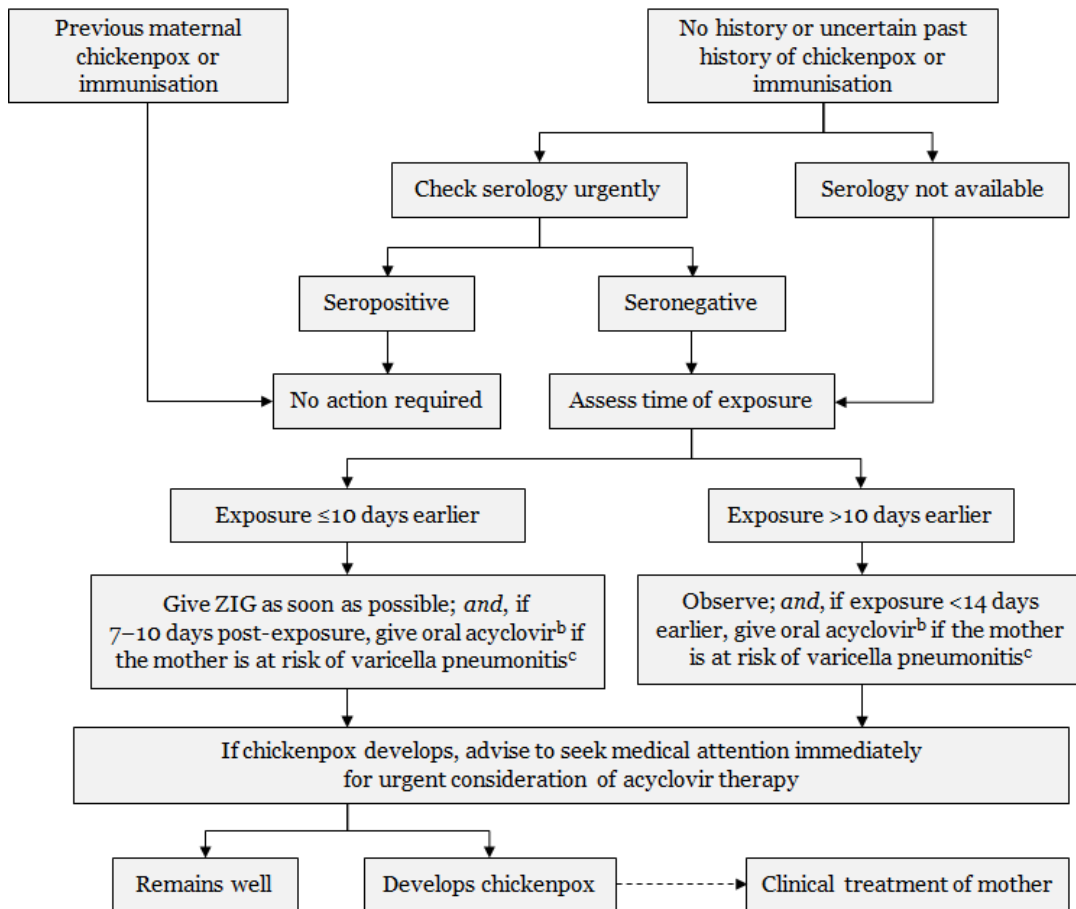 Previous maternal
chickenpox or
immunisation
No history or uncertain past
history of chickenpox or
immunisation
Check serology urgently
Serology not available
Seropositive
Seronegative
No action required
Assess time of exposure
Exposure ≤10 days earlier
Exposure >10 days earlier
Give ZIG as soon as possible; and, if
7–10 days post-exposure, give oral acyclovirᵇ if
the mother is at risk of varicella pneumonitisᶜ
Observe; and, if exposure <14 days
earlier, give oral acyclovirᵇ if the mother
is at risk of varicella pneumonitisᶜ
If chickenpox develops, advise to seek medical attention immediately
for urgent consideration of acyclovir therapy
Remains well
Develops chickenpox
Clinical treatment of mother